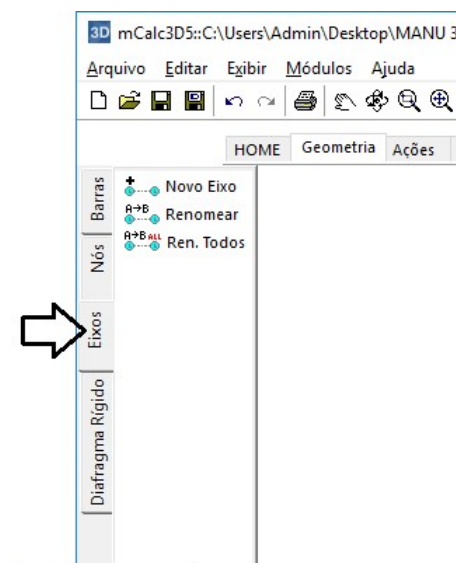 3D mCalc3D5::C:\Users\Admin\Desktop\MANU 3
Arquivo Editar Exibir Módulos Ajuda
HOME Geometria Ações
Barras
Nós
Eixos
Diafragma Rígido
Novo Eixo
A→B Renomear
A→B ALL Ren. Todos